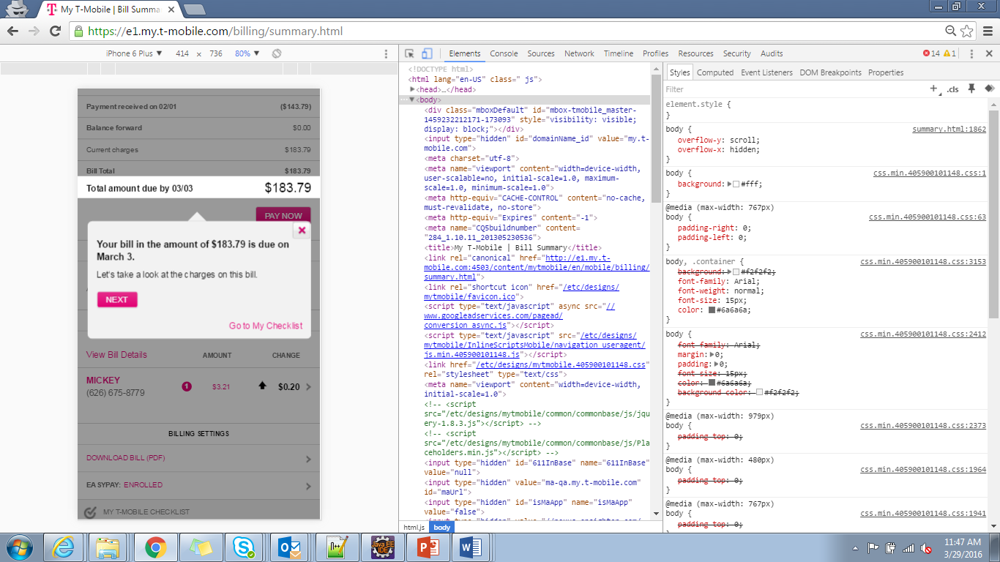 My T-Mobile | Bill Summa
https://e1.my.t-mobile.com/billing/summary.html
iPhone 6 Plus ▼ 414 × 736 80% ▼
Elements Console Sources Network Timeline Profiles Resources Security Audits
14 1
Payment received on 02/01 ($143.79)
Balance forward $0.00
Current charges $183.79
Bill Total $183.79
Total amount due by 03/03 $183.79
PAY NOW
Your bill in the amount of $183.79 is due on
March 3.
Let's take a look at the charges on this bill.
NEXT
Go to My Checklist
View Bill Details AMOUNT CHANGE
MICKEY 1 $3.21 $0.20
(626) 675-8779
BILLING SETTINGS
DOWNLOAD BILL (PDF)
EASYPAY: ENROLLED
MY T-MOBILE CHECKLIST
<!DOCTYPE html>
<html lang="en-US" class=" js">
<head>…</head>
<body>
<div class="mboxDefault" id="mbox-tmobile_master-
1459232212171-173093" style="visibility: visible;
display: block;"></div>
<input type="hidden" id="domainName_id" value="my.t-
mobile.com">
<meta charset="utf-8">
<meta name="viewport" content="width=device-width,
user-scalable=no, initial-scale=1.0, maximum-
scale=1.0, minimum-scale=1.0">
<meta http-equiv="CACHE-CONTROL" content="no-cache,
must-revalidate, no-store">
<meta http-equiv="Expires" content="-1">
<meta name="CQ5buildnumber" content=
"284_1.10.11_201305230536">
<title>My T-Mobile | Bill Summary</title>
<link rel="canonical" href="http://e1.my.t-
mobile.com:4503/content/mytmobile/en/mobile/billing/
summary.html">
<link rel="shortcut icon" href="/etc/designs/
mytmobile/favicon.ico">
<script type="text/javascript" async src="//
www.googleadservices.com/pagead/
conversion_async.js"></script>
<script type="text/javascript" src="/etc/designs/
mytmobile/InlineScriptsMobile/navigation_useragent/
js.min.405900101148.js"></script>
<link href="/etc/designs/mytmobile.405900101148.css"
rel="stylesheet" type="text/css">
<meta name="viewport" content="width=device-width,
initial-scale=1.0">
<!-- <script
src="/etc/designs/mytmobile/common/commonbase/js/jqu
ery-1.8.3.js"></script> -->
<!-- <script
src="/etc/designs/mytmobile/common/commonbase/js/Pla
ceholders.min.js"></script> -->
<input type="hidden" id="611InBase" name="611InBase"
value="null">
<input type="hidden" value="ma-qa.my.t-mobile.com"
id="maUrl">
<input type="hidden" id="isMaApp" name="isMaApp"
value="false">
html.js body
Styles Computed Event Listeners DOM Breakpoints Properties
Filter + .cls
element.style {
}
body { summary.html:1862
overflow-y: scroll;
overflow-x: hidden;
}
body { css.min.405900101148.css:1
background: #fff;
}
@media (max-width: 767px)
body { css.min.405900101148.css:63
padding-right: 0;
padding-left: 0;
}
body, .container { css.min.405900101148.css:3153
background: #f2f2f2;
font-family: Arial;
font-weight: normal;
font-size: 15px;
color: #6a6a6a;
}
body { css.min.405900101148.css:2412
font-family: Arial;
margin: 0;
padding: 0;
font-size: 15px;
color: #6a6a6a;
background-color: #f2f2f2;
}
@media (max-width: 979px)
body { css.min.405900101148.css:2373
padding-top: 0;
}
@media (max-width: 480px)
body { css.min.405900101148.css:1964
padding-top: 0;
}
@media (max-width: 767px)
body { css.min.405900101148.css:1941
padding-top: 0;
}
11:47 AM
3/29/2016